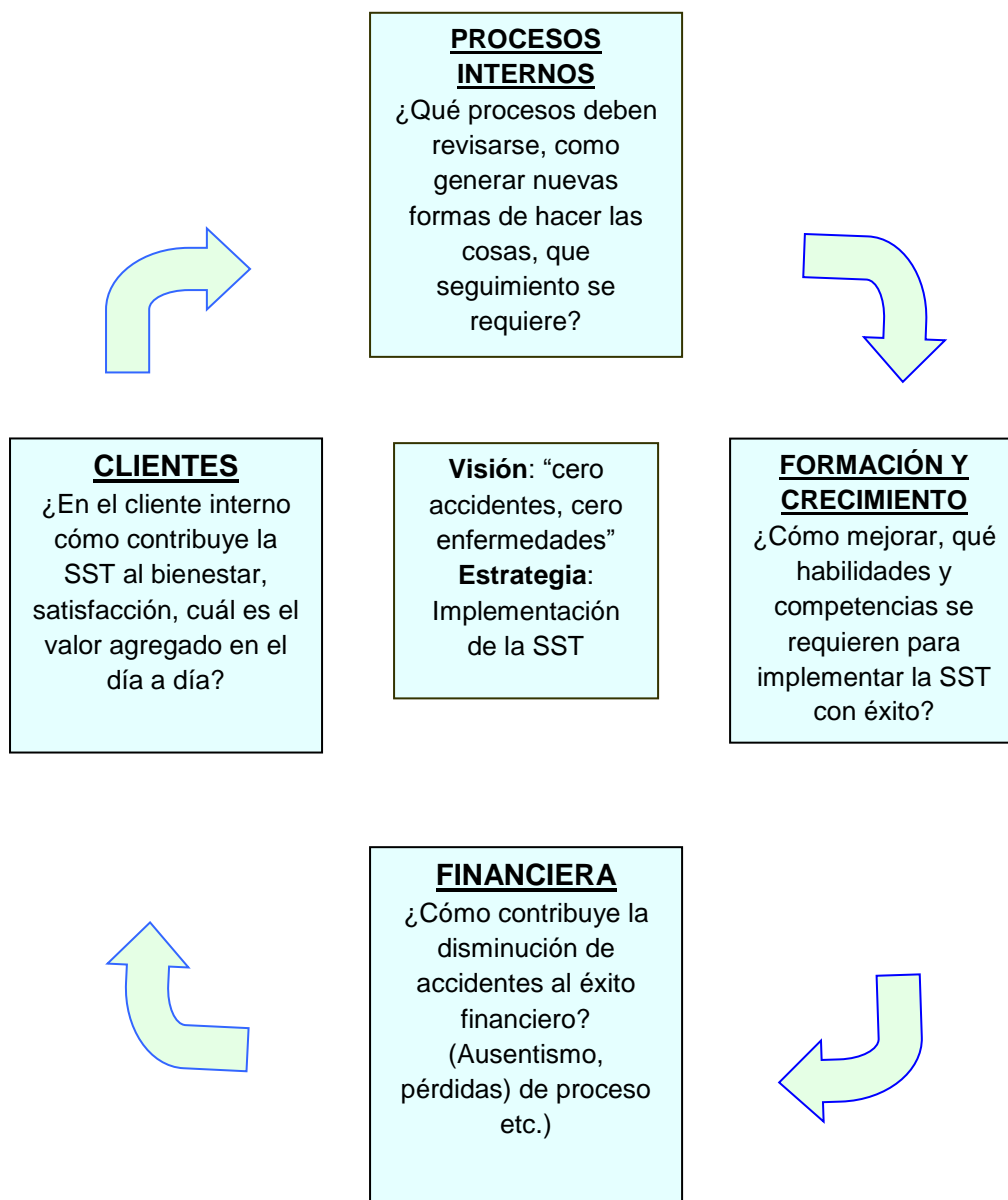 PROCESOS
INTERNOS
¿Qué procesos deben
revisarse, como
generar nuevas
formas de hacer las
cosas, que
seguimiento se
requiere?
CLIENTES
¿En el cliente interno
cómo contribuye la
SST al bienestar,
satisfacción, cuál es el
valor agregado en el
día a día?
Visión: “cero
accidentes, cero
enfermedades”
Estrategia:
Implementación
de la SST
FORMACIÓN Y
CRECIMIENTO
¿Cómo mejorar, qué
habilidades y
competencias se
requieren para
implementar la SST
con éxito?
FINANCIERA
¿Cómo contribuye la
disminución de
accidentes al éxito
financiero?
(Ausentismo,
pérdidas) de proceso
etc.)